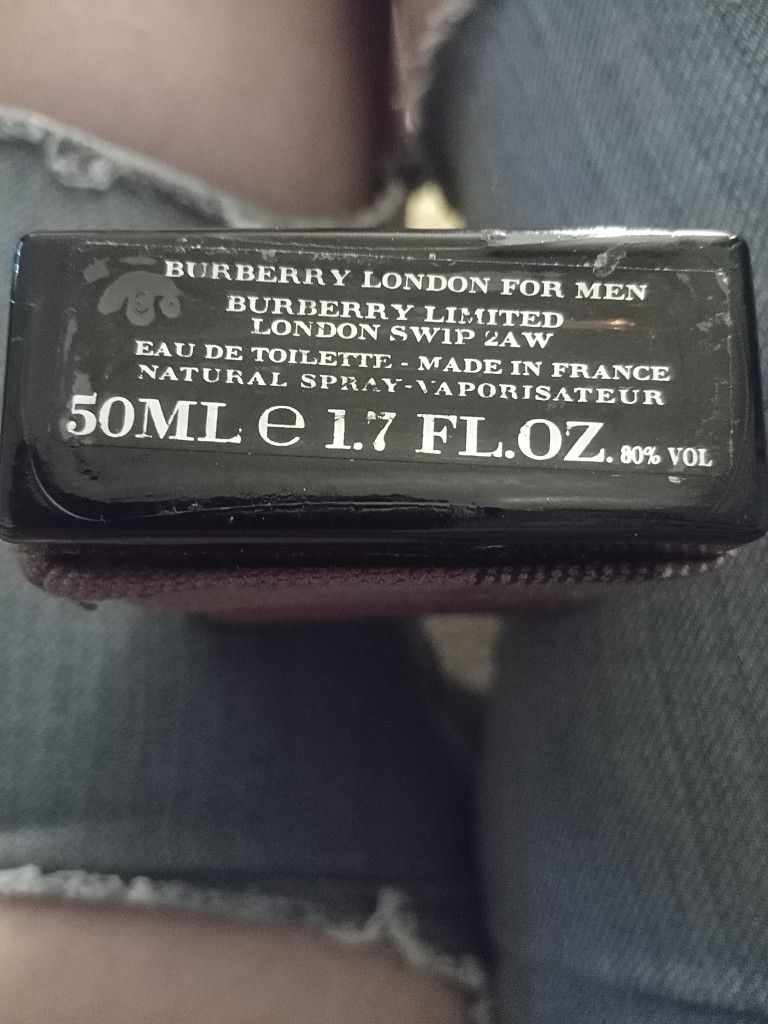 BURBERRY LONDON FOR MEN
BURBERRY LIMITED
LONDON SW1P 2AW
EAU DE TOILETTE - MADE IN FRANCE
NATURAL SPRAY-VAPORISATEUR
50ML ℮ 1.7 FL.OZ. 80% VOL